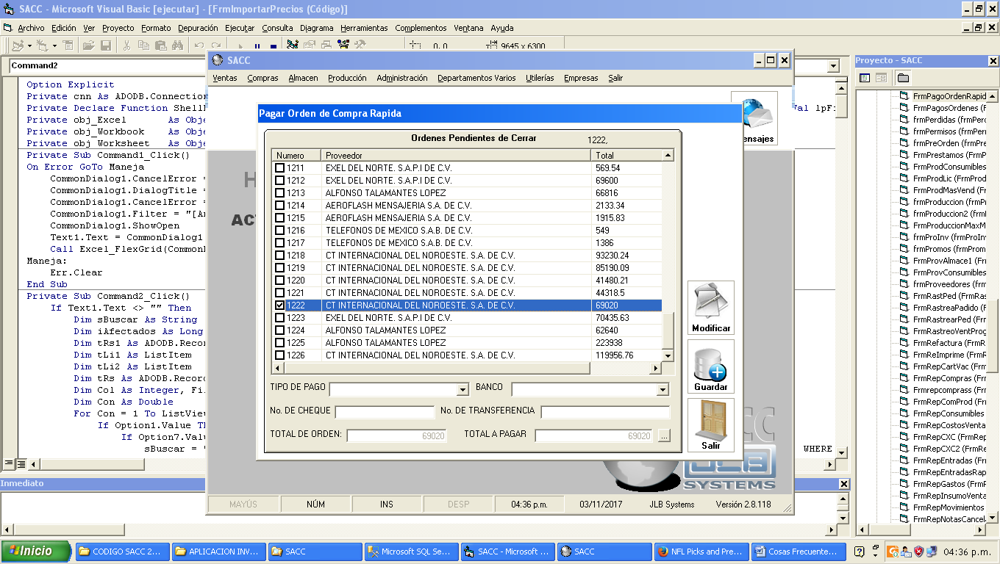 SACC - Microsoft Visual Basic [ejecutar] - [FrmImportarPrecios (Código)]
Archivo Edición Ver Proyecto Formato Depuración Ejecutar Consulta Diagrama Herramientas Complementos Ventana Ayuda
0, 0 9645 x 6300
Command2
Option Explicit
Private cnn As ADODB.Connection
Private Declare Function Shell
Private obj_Excel As Obje
Private obj_Workbook As Obje
Private obj_Worksheet As Obje
Private Sub Command1_Click()
On Error GoTo Maneja
CommonDialog1.CancelError =
CommonDialog1.DialogTitle =
CommonDialog1.CancelError =
CommonDialog1.Filter = "[A
CommonDialog1.ShowOpen
Text1.Text = CommonDialog1
Call Excel_FlexGrid(Common
Maneja:
Err.Clear
End Sub
Private Sub Command2_Click()
If Text1.Text <> "" Then
Dim sBuscar As String
Dim iAfectados As Long
Dim tRs1 As ADODB.Recor
Dim tLi1 As ListItem
Dim tLi2 As ListItem
Dim tRs As ADODB.Record
Dim Col As Integer, Fi
Dim Con As Double
For Con = 1 To ListView
If Option1.Value Th
If Option7.Valu
sBuscar = "
Val lpF
WHERE
Inmediato
SACC
Ventas Compras Almacen Producción Administración Departamentos Varios Utilerías Empresas Salir
ensajes
H
ACT
Pagar Orden de Compra Rapida
Ordenes Pendientes de Cerrar 1222,
Numero Proveedor Total
1211 EXEL DEL NORTE. S.A.P.I DE C.V. 569.54
1212 EXEL DEL NORTE. S.A.P.I DE C.V. 69600
1213 ALFONSO TALAMANTES LOPEZ 66816
1214 AEROFLASH MENSAJERIA S.A. DE C.V. 2133.34
1215 AEROFLASH MENSAJERIA S.A. DE C.V. 1915.83
1216 TELEFONOS DE MEXICO S.A.B. DE C.V. 549
1217 TELEFONOS DE MEXICO S.A.B. DE C.V. 1386
1218 CT INTERNACIONAL DEL NOROESTE. S.A. DE C.V. 93230.24
1219 CT INTERNACIONAL DEL NOROESTE. S.A. DE C.V. 85190.09
1220 CT INTERNACIONAL DEL NOROESTE. S.A. DE C.V. 41480.21
1221 CT INTERNACIONAL DEL NOROESTE. S.A. DE C.V. 44318.5
1222 CT INTERNACIONAL DEL NOROESTE. S.A. DE C.V. 69020
1223 EXEL DEL NORTE. S.A.P.I DE C.V. 70435.63
1224 ALFONSO TALAMANTES LOPEZ 62640
1225 ALFONSO TALAMANTES LOPEZ 223938
1226 CT INTERNACIONAL DEL NOROESTE. S.A. DE C.V. 119956.76
TIPO DE PAGO BANCO
No. DE CHEQUE No. DE TRANSFERENCIA
TOTAL DE ORDEN: 69020 TOTAL A PAGAR 69020 ...
Modificar
Guardar
Salir
CC
JLB
SYSTEMS
MAYÚS NÚM INS DESP 04:36 p.m. 03/11/2017 JLB Systems Versión 2.8.118
Proyecto - SACC
FrmPagoOrdenRapid
FrmPagosOrdenes (F
frmPerdidas (frmPerd
frmPermisos (frmPerm
frmPreOrden (frmPre
FrmPrestamos (FrmP
FrmProdConsumibles
FrmProdLic (FrmProdL
FrmProdMasVend (Fr
frmProduccion (frmPr
frmProduccion2 (frmP
FrmProduccionMaxM
frmProInv (frmProInv
frmPromos (FrmProm
FrmProvAlmace1 (Fr
FrmProvConsumibles
frmProveedores (frm
FrmRastPed (FrmRas
FrmRastreaPadido (F
FrmRastrearPed (Frm
FrmRastreoVentProg
FrmRefactura (FrmR
FrmReImprime (FrmR
FrmRepCartVac (Frm
FrmRepCompras (Frm
Frmrepcomprass (Frm
FrmRepComProd (Frm
FrmRepConsumibles
FrmRepCostosVenta
FrmRepCXC (FrmRep
FrmRepCXC2 (FrmRe
FrmRepEntradas (Fr
FrmRepEntradasRap
FrmRepGastos (FrmR
FrmRepInsumoVenta
FrmRepMovimientos
FrmRepNotasCancel
Inicio CODIGO SACC 2... APLICACION INV... SACC Microsoft SQL Se... SACC - Microsoft ... SACC NFL Picks and Pre... Cosas Frecuente... 04:36 p.m.